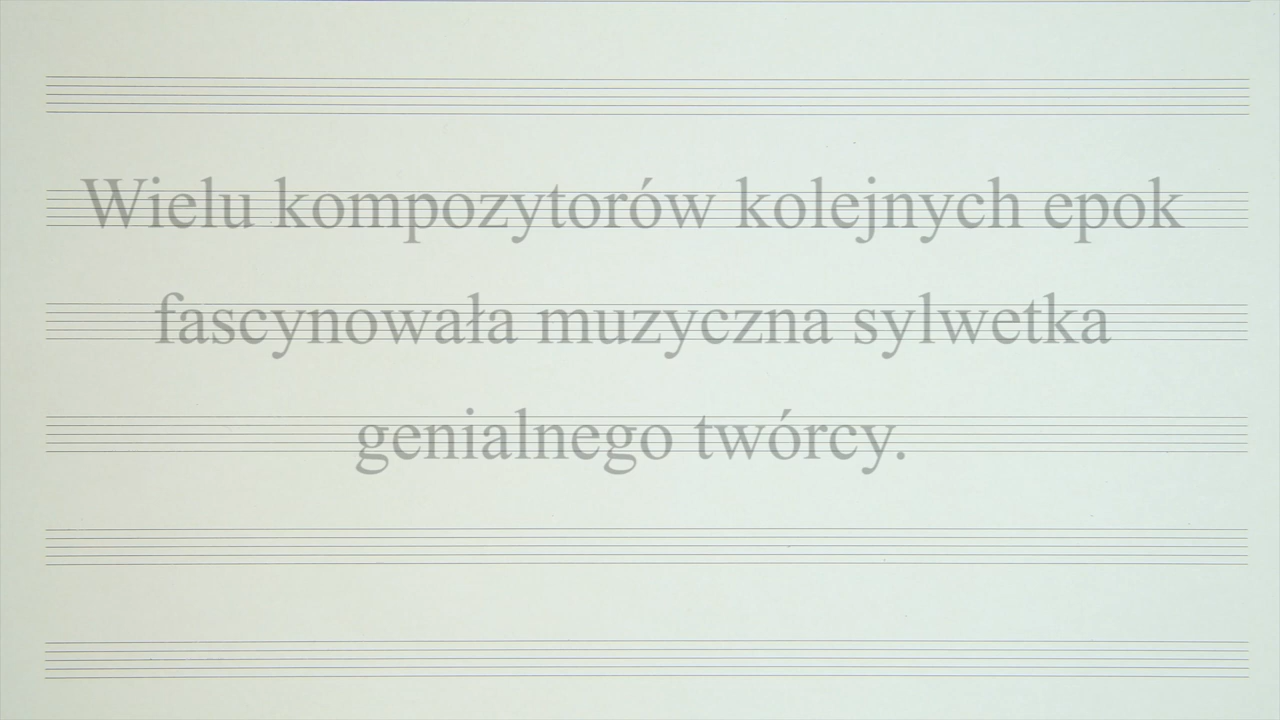 Wielu kompozytorów kolejnych epok
fascynowała muzyczna sylwetka
genialnego twórcy.